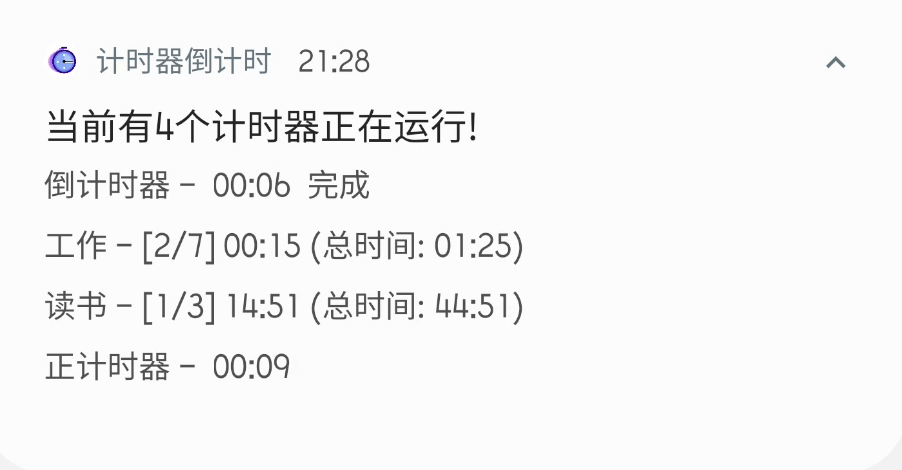 计时器倒计时 21:28
当前有4个计时器正在运行!
倒计时器 - 00:06 完成
工作 - [2/7] 00:15 (总时间: 01:25)
读书 - [1/3] 14:51 (总时间: 44:51)
正计时器 - 00:09